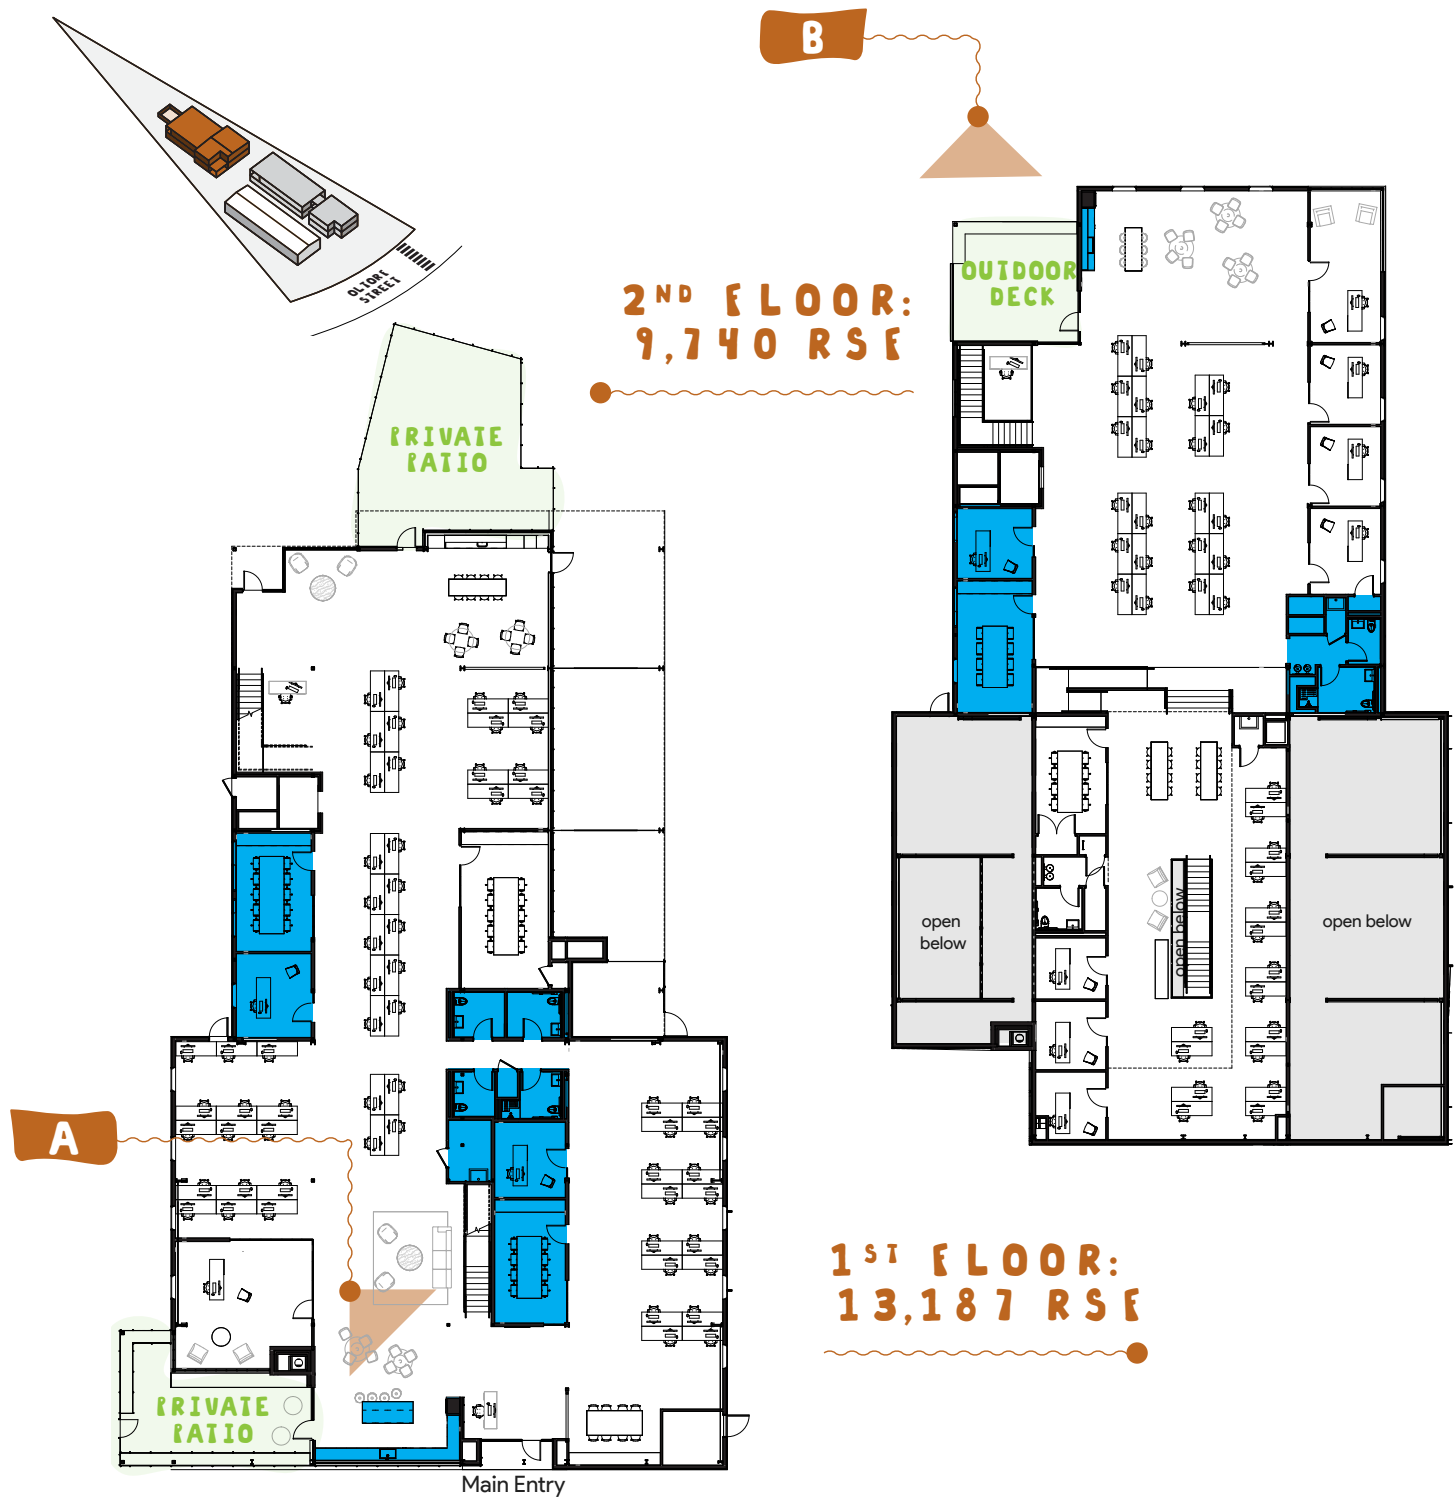 B
OLTORF
STREET
OUTDOOR
DECK
2ND FLOOR:
9,740 RSF
PRIVATE
PATIO
open
below
open below
open below
A
1ST FLOOR:
13,187 RSF
PRIVATE
PATIO
Main Entry